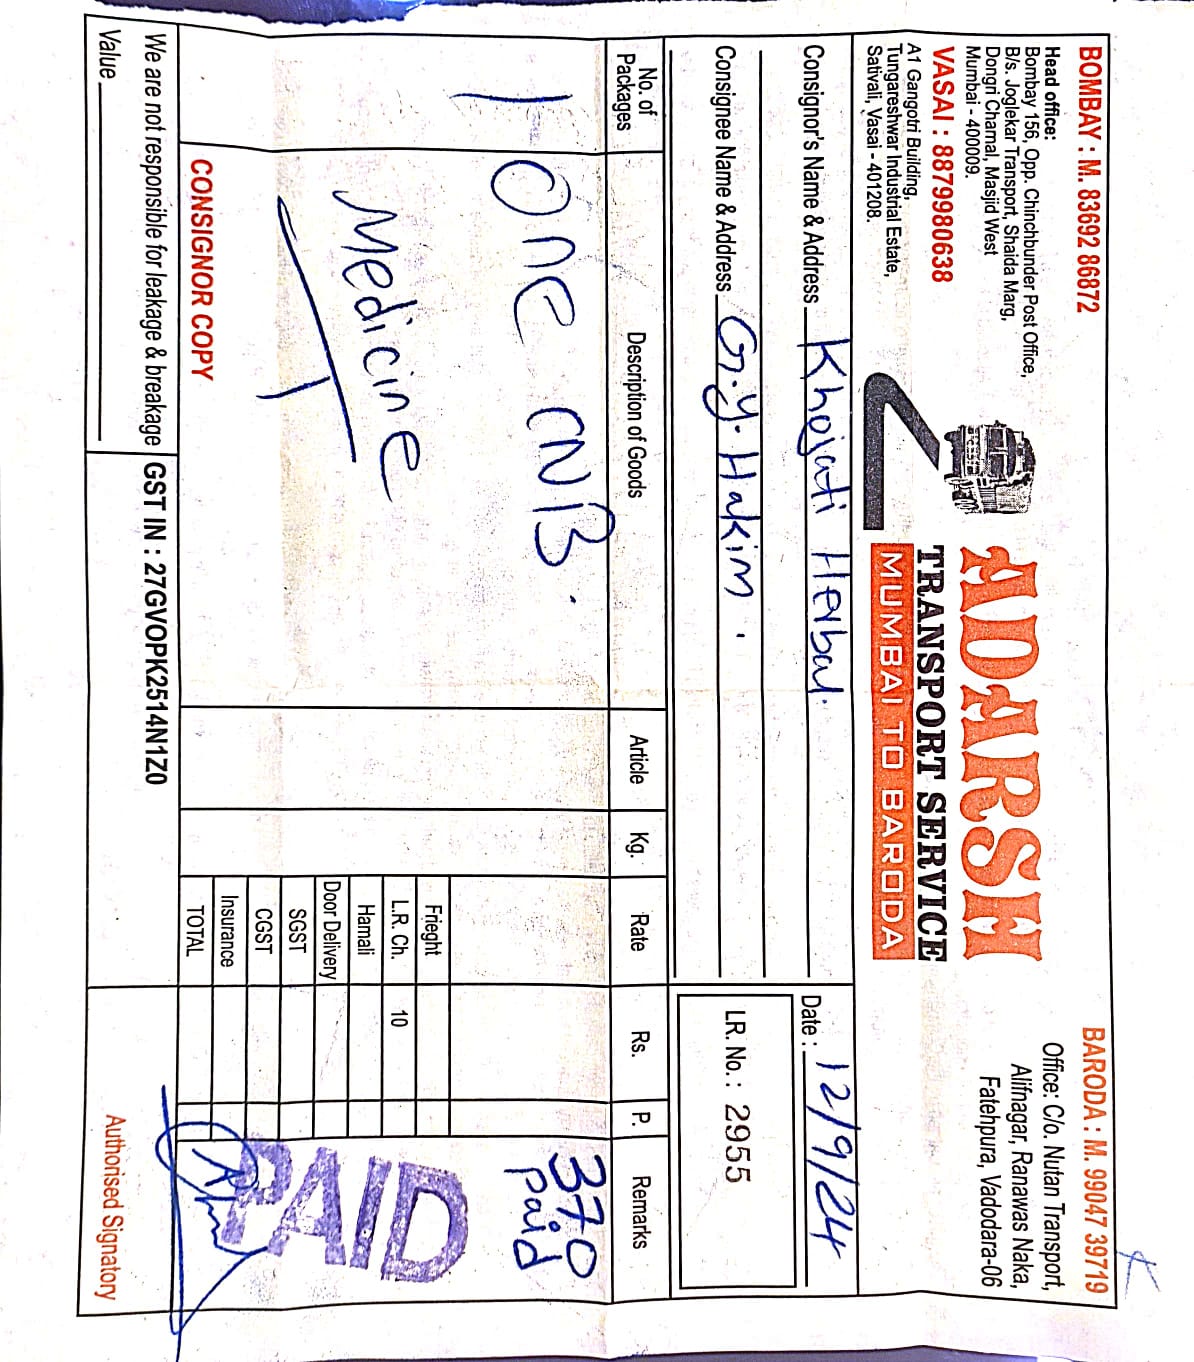 BOMBAY : M. 83692 86872
Head office:
Bombay 156, Opp. Chinchbunder Post Office,
B/s. Joglekar Transport, Shaida Marg,
Dongri Charnal, Masjid West
Mumbai - 400009.
VASAI : 8879980638
A1 Gangotri Building,
Tungareshwar Industrial Estate,
Sativali, Vasai - 401208.
ADARSH
TRANSPORT SERVICE
MUMBAI TO BARODA
BARODA : M. 99047 39719
Office: C/o. Nutan Transport,
Alifnagar, Ranawas Naka,
Fatehpura, Vadodara-06
Consignor's Name & Address Khojati Herbal.
Date : 12/9/24
Consignee Name & Address G.Y. Hakim.
LR. No. : 2955
No. of Packages Description of Goods Article Kg. Rate Rs. P. Remarks
1 One C/B.
370
Paid
Medicine
Frieght
L.R. Ch. 10
Hamali
Door Delivery
SGST
CGST
Insurance
TOTAL
PAID
CONSIGNOR COPY
We are not responsible for leakage & breakage
GST IN : 27GVOPK2514N1Z0
Value
Authorised Signatory